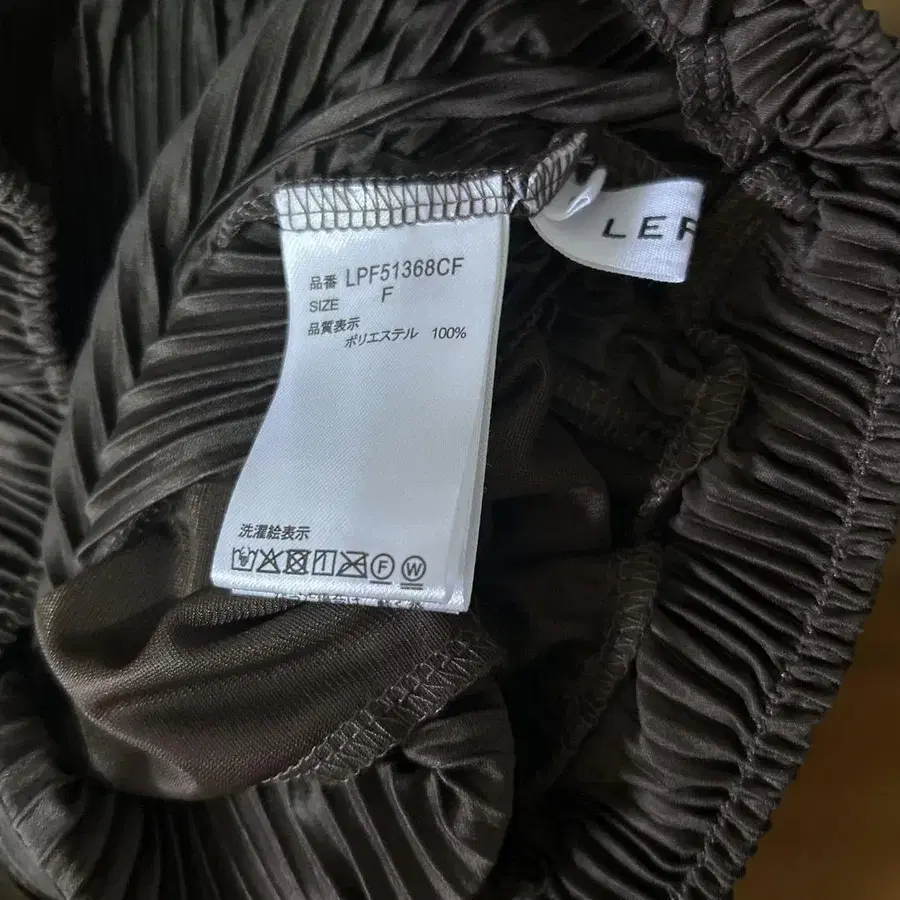 LER
品番 LPF51368CF
SIZE F
品質表示
ポリエステル 100%
洗濯絵表示
F W